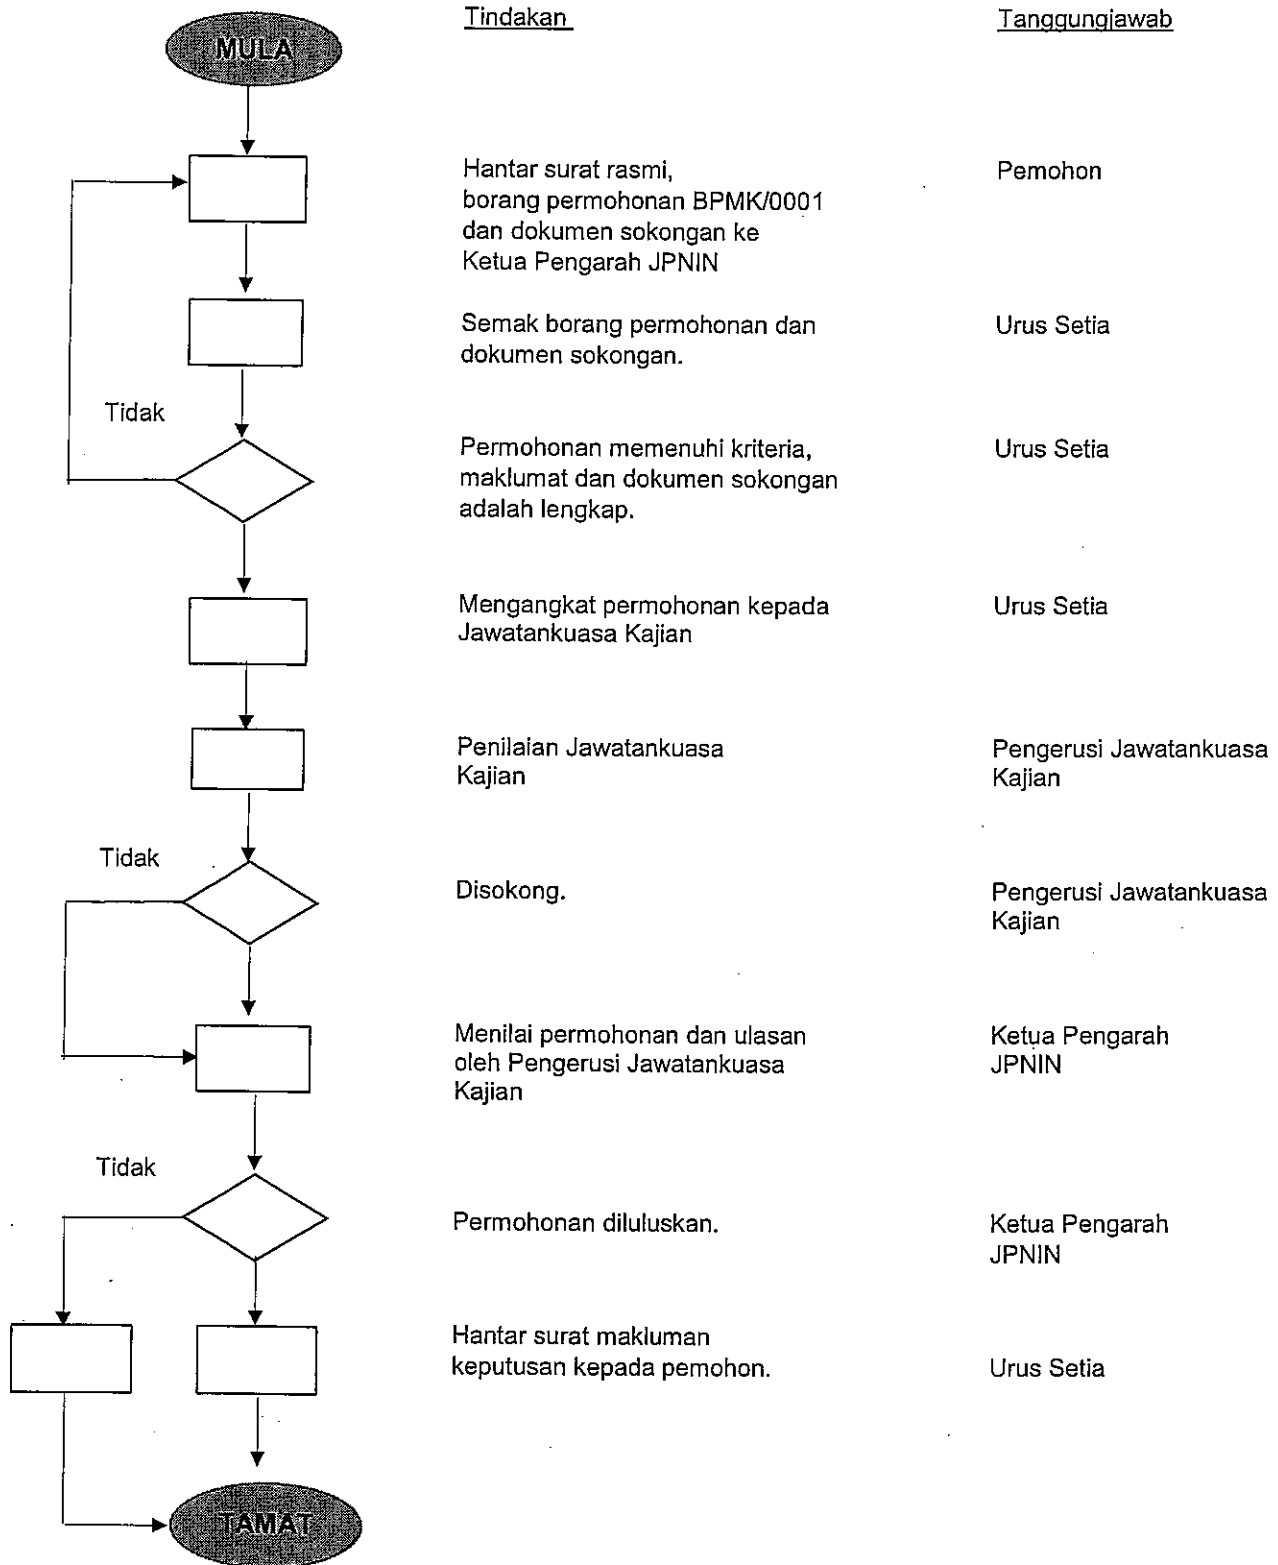 Tindakan
Tanggungjawab
MULA
Hantar surat rasmi,
borang permohonan BPMK/0001
dan dokumen sokongan ke
Ketua Pengarah JPNIN
Pemohon
Semak borang permohonan dan
dokumen sokongan.
Urus Setia
Tidak
Permohonan memenuhi kriteria,
maklumat dan dokumen sokongan
adalah lengkap.
Urus Setia
Mengangkat permohonan kepada
Jawatankuasa Kajian
Urus Setia
Penilaian Jawatankuasa
Kajian
Pengerusi Jawatankuasa
Kajian
Tidak
Disokong.
Pengerusi Jawatankuasa
Kajian
Menilai permohonan dan ulasan
oleh Pengerusi Jawatankuasa
Kajian
Ketua Pengarah
JPNIN
Tidak
Permohonan diluluskan.
Ketua Pengarah
JPNIN
Hantar surat makluman
keputusan kepada pemohon.
Urus Setia
TAMAT